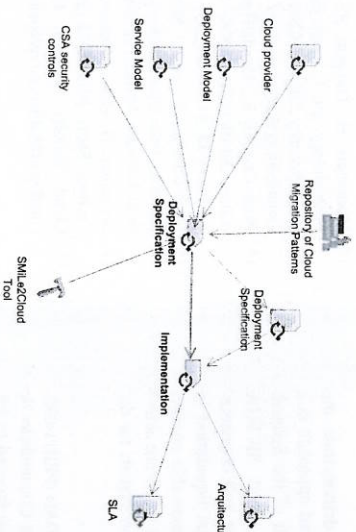 CSA security
controls
Service Model
Deployment Model
Cloud provider
Repository of Cloud
Migration Patterns
Deployment
Specification
SMiLe2Cloud
Tool
Deployment
Specification
Implementation
SLA
Arquitectu